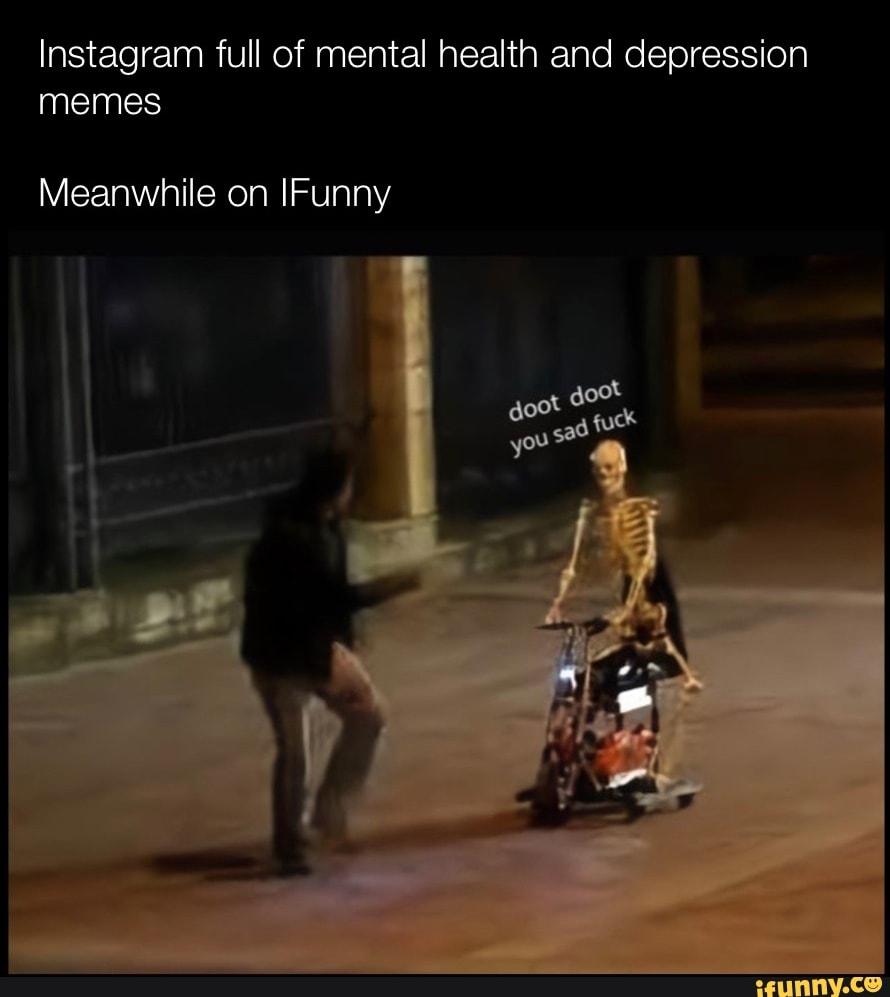 Instagram full of mental health and depression
memes
Meanwhile on IFunny
doot doot
you sad fuck
ifunny.co